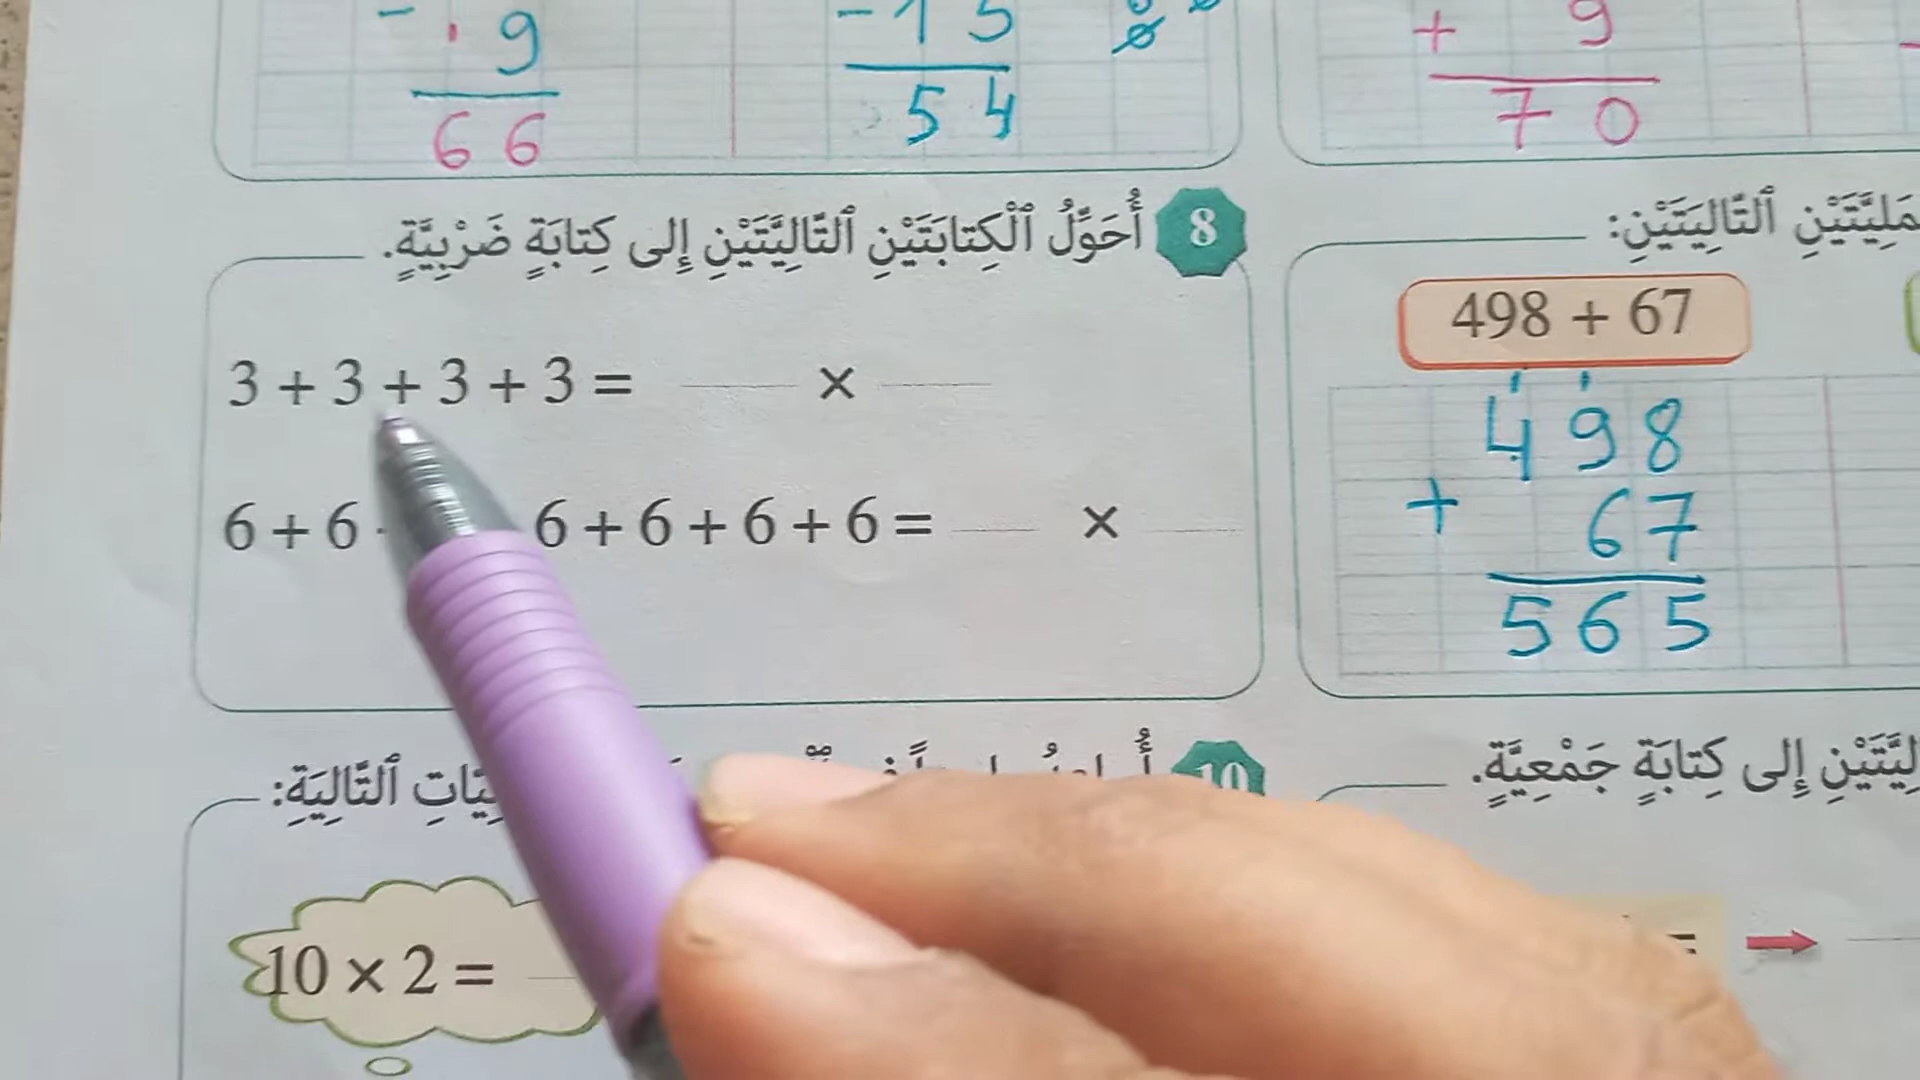 - 9
66
- 15
54
+ 9
70
8 أُحَوِّلُ ٱلْكِتابَتَيْنِ ٱلتّالِيَّتَيْنِ إِلى كِتابَةٍ ضَرْبِيَّةٍ.
3 + 3 + 3 + 3 = ×
6 + 6 6 + 6 + 6 + 6 = ×
ٱلتّالِيَتَيْنِ:
498 + 67
498
+ 67
565
10
ٱلتّالِيَةِ:
10 × 2 =
إِلى كِتابَةٍ جَمْعِيَّةٍ.
=